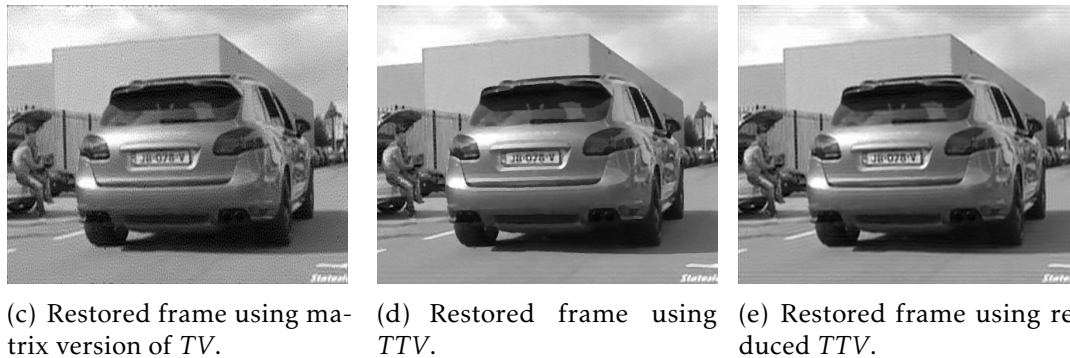 JB-078-V
JB-078-V
JB-078-V
(c) Restored frame using ma-
trix version of TV.
(d) Restored frame using
TTV.
(e) Restored frame using re
duced TTV.